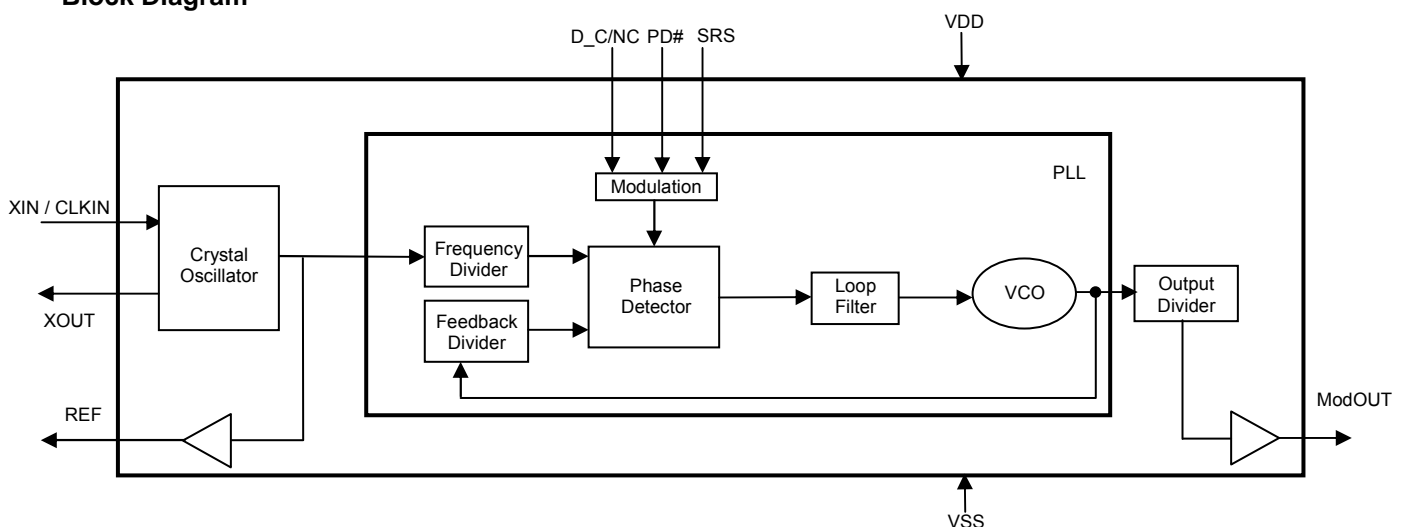 Block Diagram
VDD
D_C/NC PD# SRS
PLL
Modulation
XIN / CLKIN
Crystal
Oscillator
Frequency
Divider
Phase
Detector
Loop
Filter
VCO
Output
Divider
XOUT
Feedback
Divider
REF
ModOUT
VSS